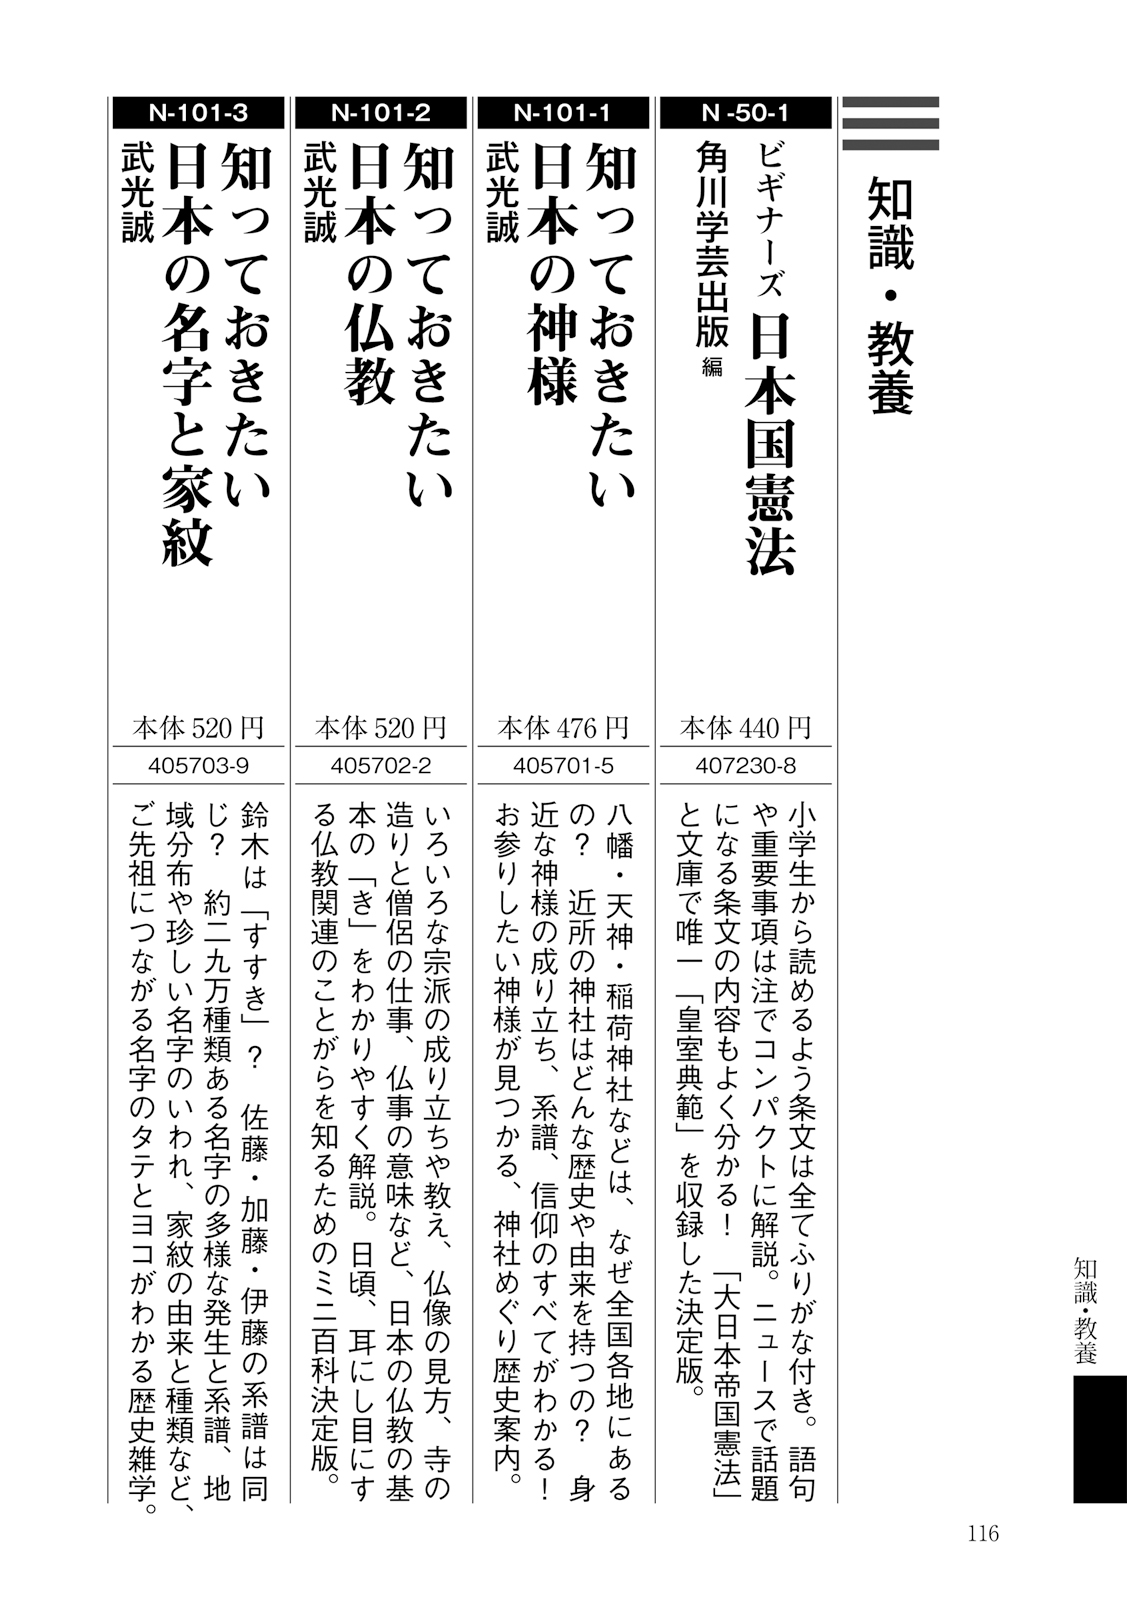 知識・教養
N-50-1
ビギナーズ 日本国憲法
角川学芸出版 編
本体 440 円
407230-8
小学生から読めるよう条文は全てふりがな付き。語句
や重要事項は注でコンパクトに解説。ニュースで話題
になる条文の内容もよく分かる！「大日本帝国憲法」
と文庫で唯一「皇室典範」を収録した決定版。
N-101-1
知っておきたい
日本の神様
武光誠
本体 476 円
405701-5
八幡・天神・稲荷神社などは、なぜ全国各地にある
の？　近所の神社はどんな歴史や由来を持つの？　身
近な神様の成り立ち、系譜、信仰のすべてがわかる！
お参りしたい神様が見つかる、神社めぐり歴史案内。
N-101-2
知っておきたい
日本の仏教
武光誠
本体 520 円
405702-2
いろいろな宗派の成り立ちや教え、仏像の見方、寺の
造りと僧侶の仕事、仏事の意味など、日本の仏教の基
本の「き」をわかりやすく解説。日頃、耳にし目にす
る仏教関連のことがらを知るためのミニ百科決定版。
N-101-3
知っておきたい
日本の名字と家紋
武光誠
本体 520 円
405703-9
鈴木は「すすき」？　佐藤・加藤・伊藤の系譜は同
じ？　約二九万種類ある名字の多様な発生と系譜、地
域分布や珍しい名字のいわれ、家紋の由来と種類など、
ご先祖につながる名字のタテとヨコがわかる歴史雑学。
知識・教養
116